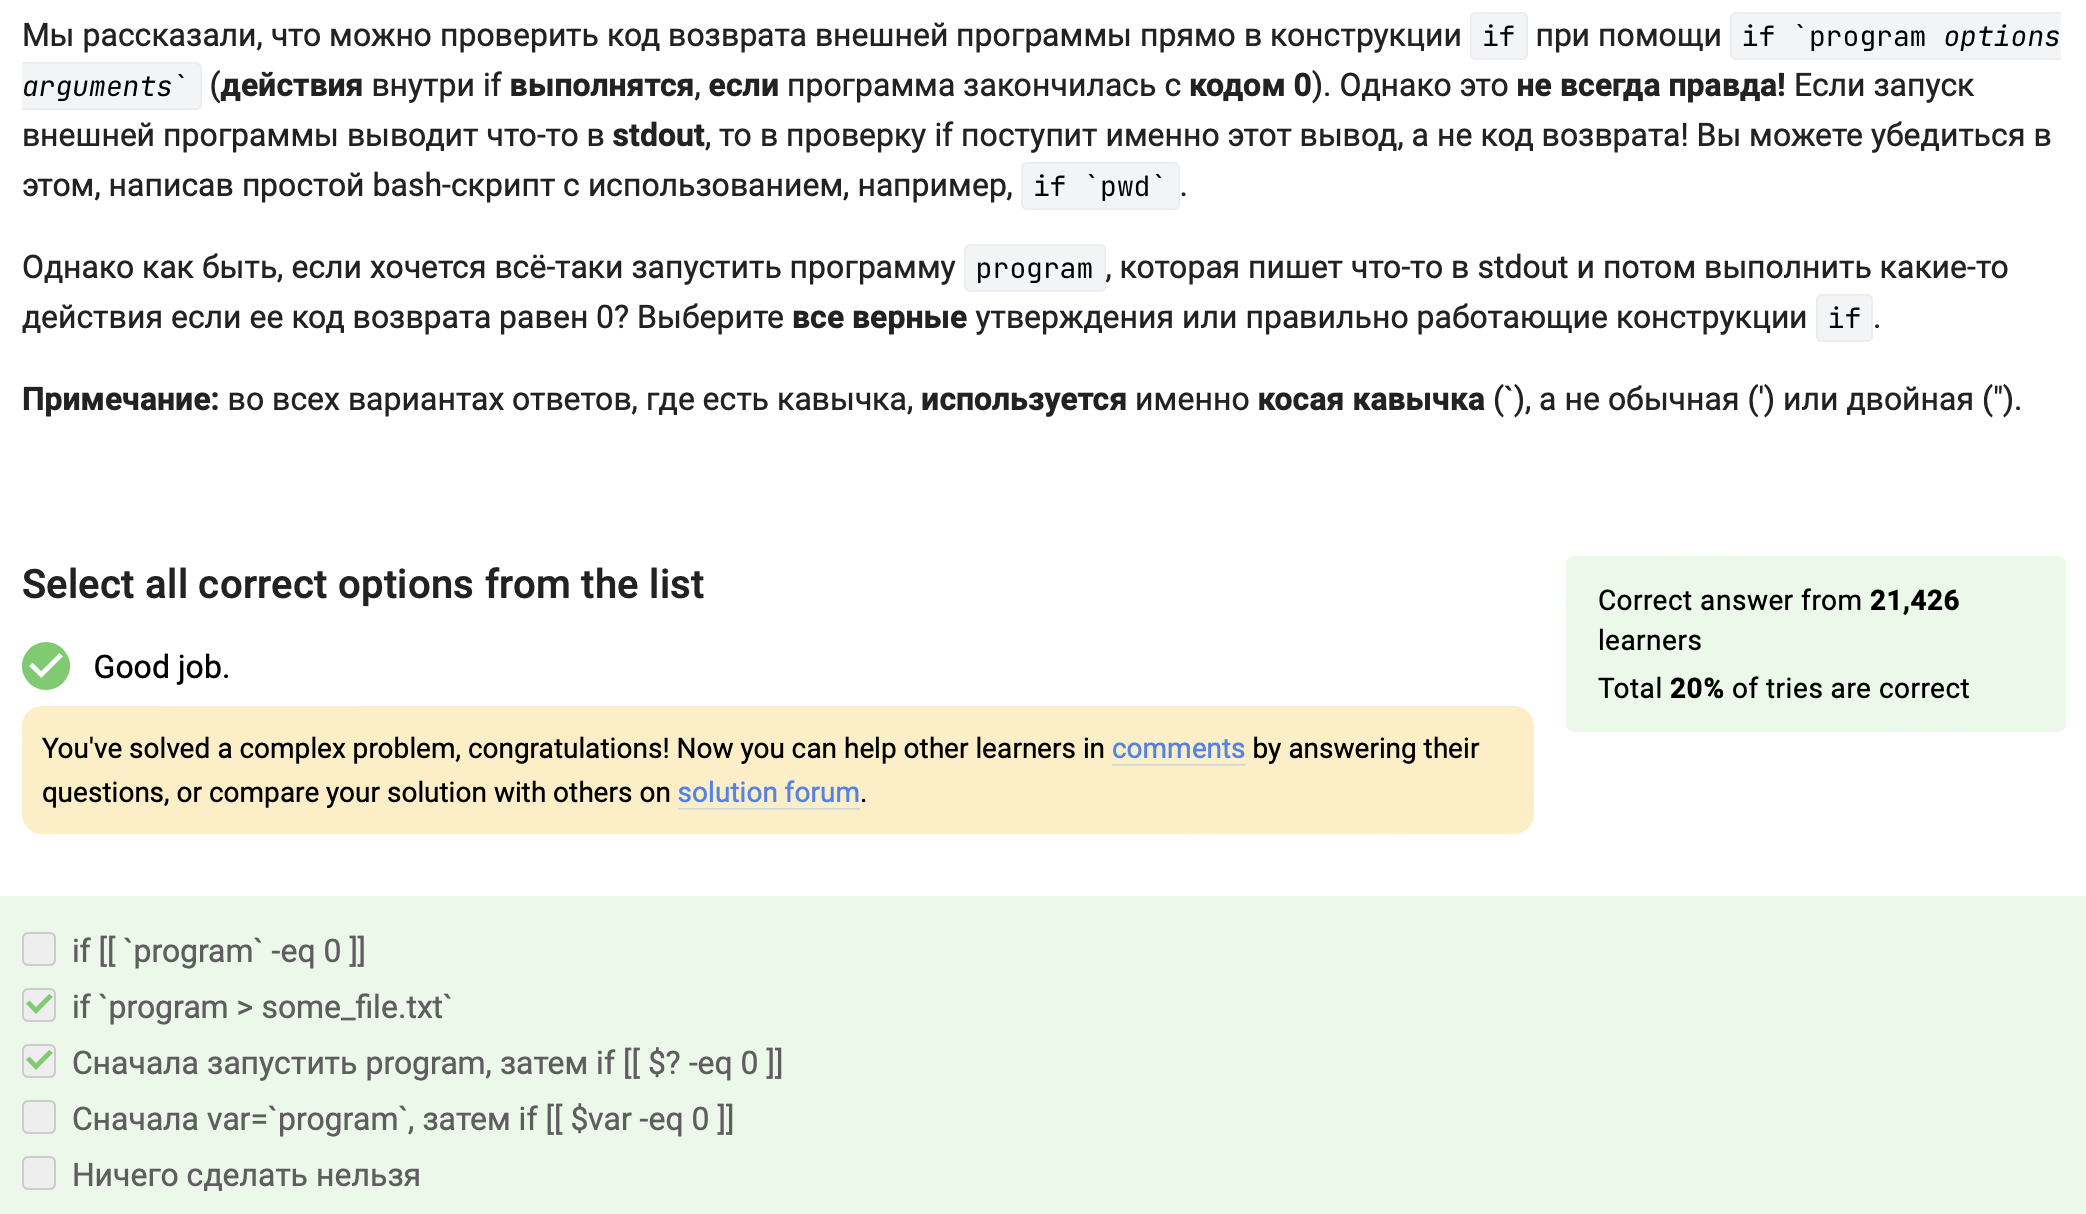 Мы рассказали, что можно проверить код возврата внешней программы прямо в конструкции if при помощи if `program options
arguments` (действия внутри if выполнятся, если программа закончилась с кодом 0). Однако это не всегда правда! Если запуск
внешней программы выводит что-то в stdout, то в проверку if поступит именно этот вывод, а не код возврата! Вы можете убедиться в
этом, написав простой bash-скрипт с использованием, например, if `pwd`.
Однако как быть, если хочется всё-таки запустить программу program, которая пишет что-то в stdout и потом выполнить какие-то
действия если ее код возврата равен 0? Выберите все верные утверждения или правильно работающие конструкции if.
Примечание: во всех вариантах ответов, где есть кавычка, используется именно косая кавычка (`), а не обычная (') или двойная (").
Select all correct options from the list
Good job.
You've solved a complex problem, congratulations! Now you can help other learners in comments by answering their
questions, or compare your solution with others on solution forum.
Correct answer from 21,426
learners
Total 20% of tries are correct
if [[ `program` -eq 0 ]]
if `program > some_file.txt`
Сначала запустить program, затем if [[ $? -eq 0 ]]
Сначала var=`program`, затем if [[ $var -eq 0 ]]
Ничего сделать нельзя